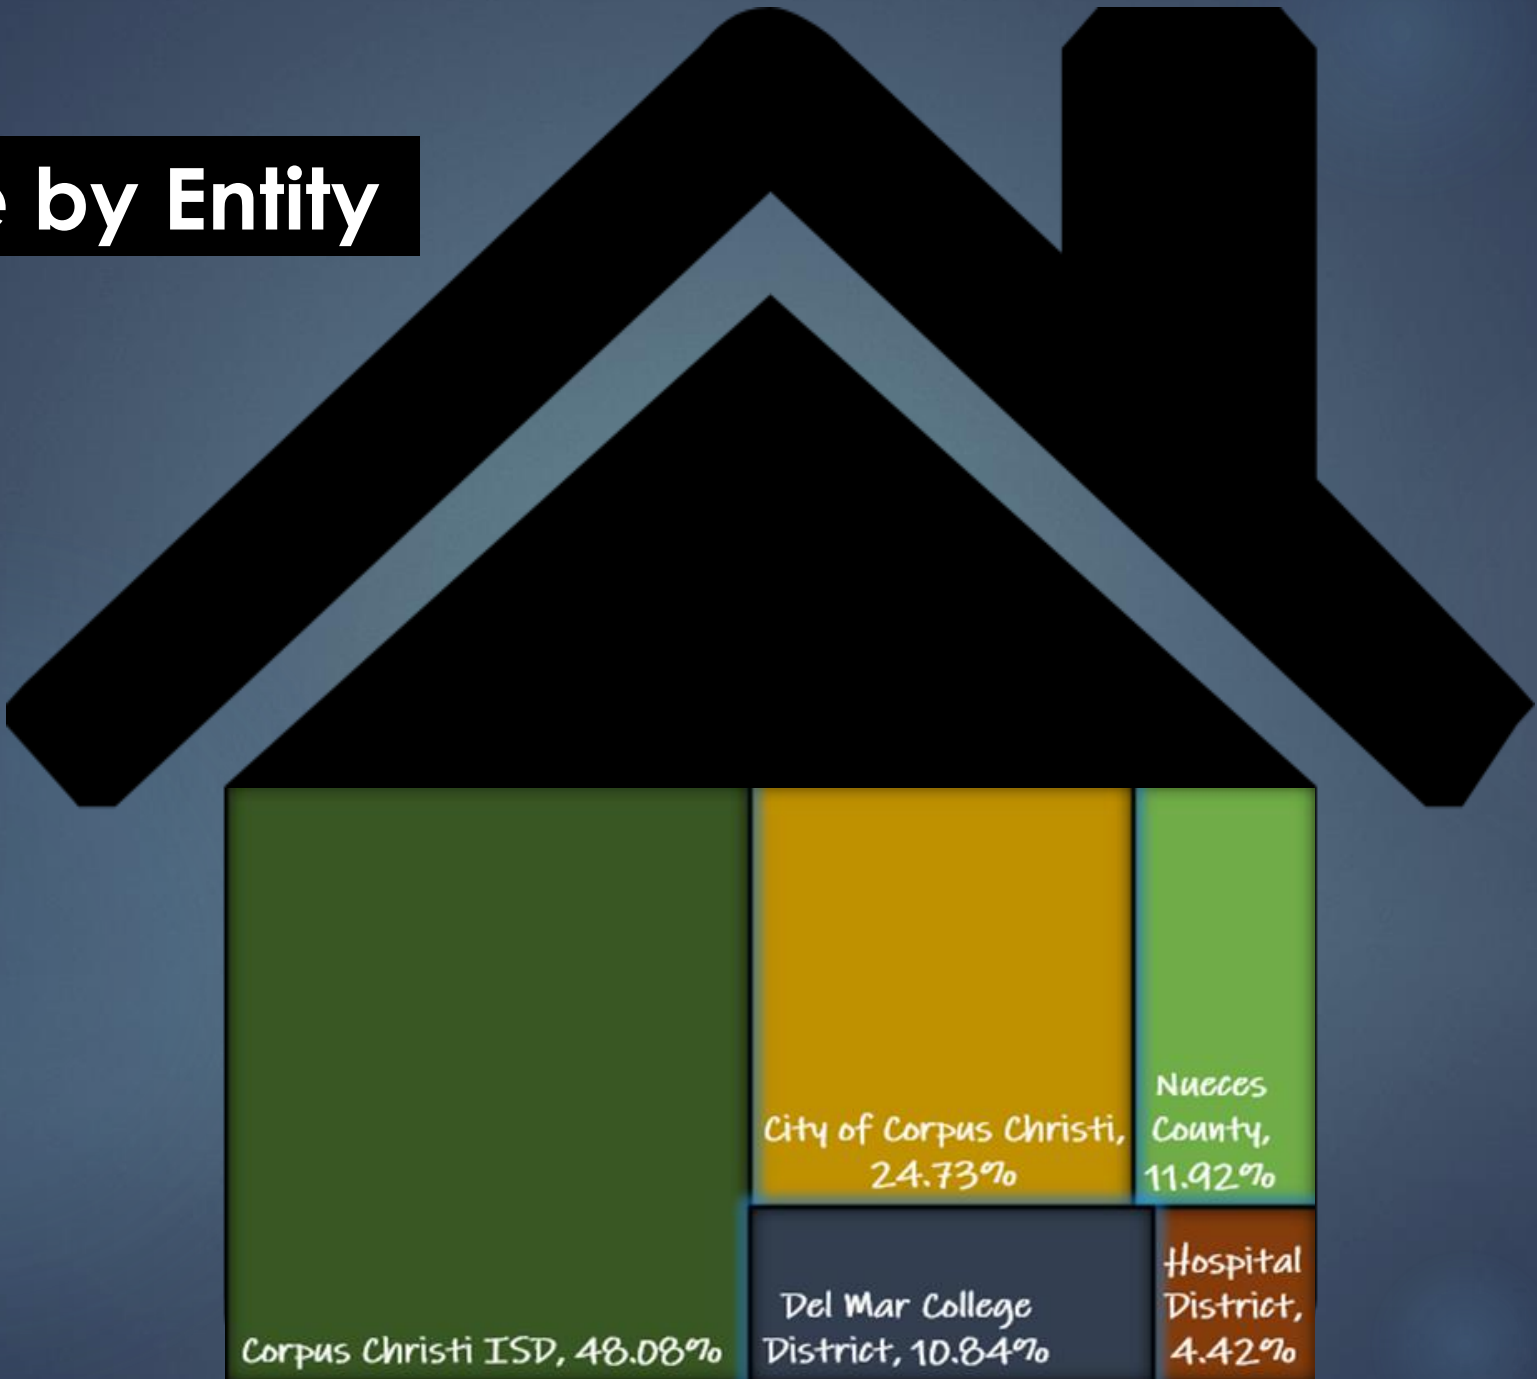 by Entity
Nueces
County,
11.92%
City of Corpus Christi,
24.73%
Hospital
District,
4.42%
Del Mar College
District, 10.84%
Corpus Christi ISD, 48.08%